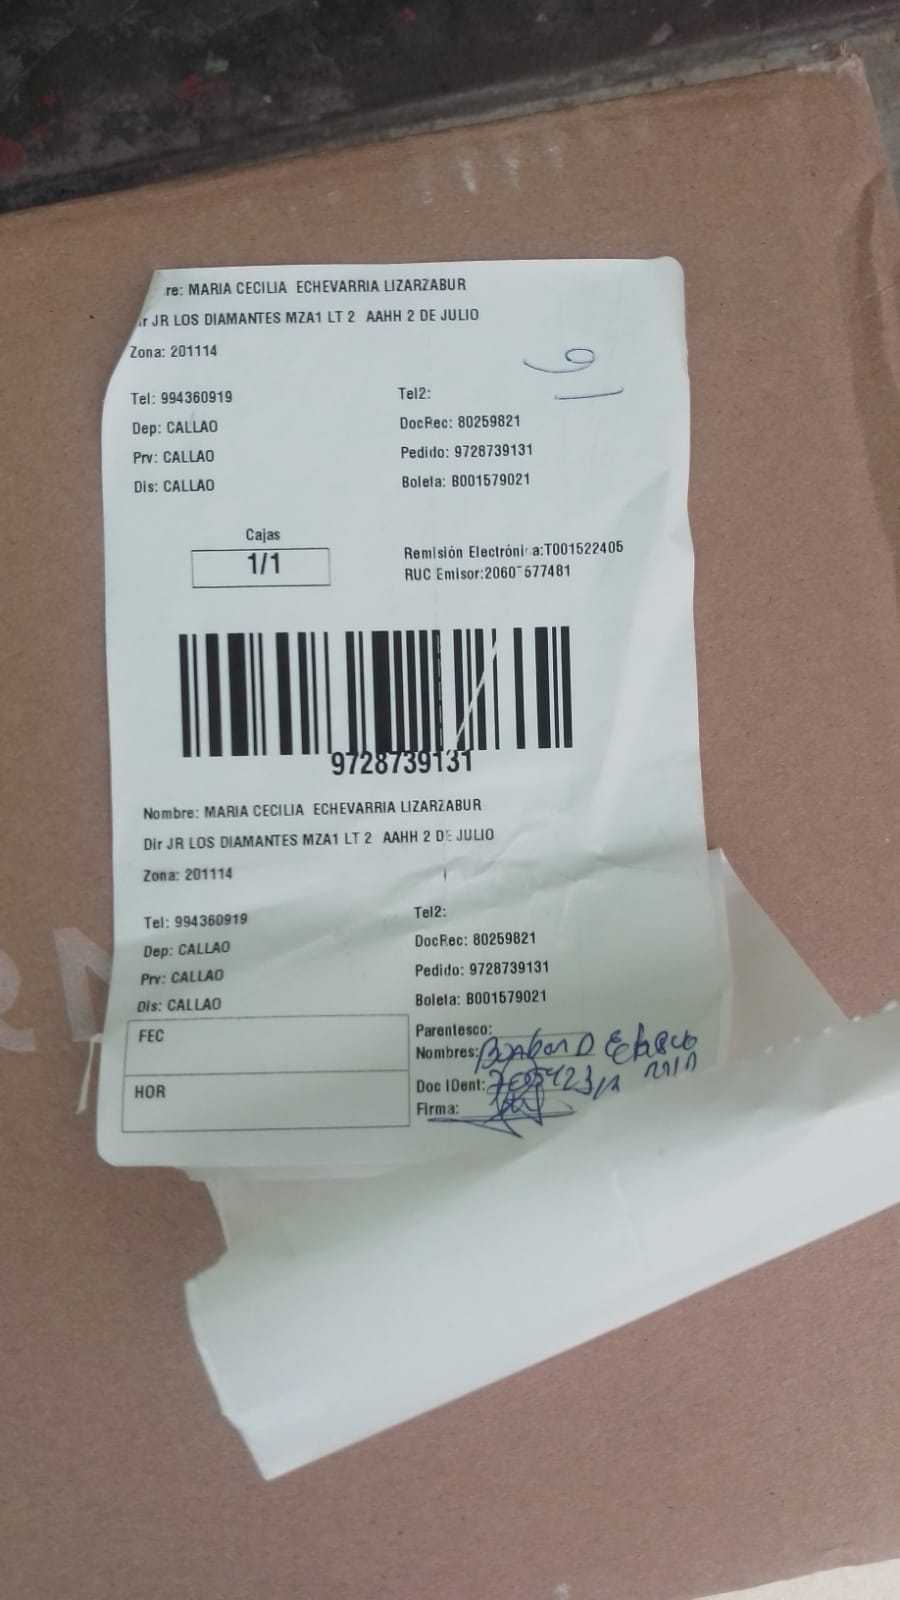 re: MARIA CECILIA ECHEVARRIA LIZARZABUR
Dir JR LOS DIAMANTES MZA1 LT 2 AAHH 2 DE JULIO
Zona: 201114
Tel: 994360919 Tel2:
Dep: CALLAO DocRec: 80259821
Prv: CALLAO Pedido: 9728739131
Dis: CALLAO Boleta: B001579021
Cajas
1/1
Remisión Electrónica:T001522405
RUC Emisor:
9728739131
Nombre: MARIA CECILIA ECHEVARRIA LIZARZABUR
Dir JR LOS DIAMANTES MZA1 LT 2 AAHH 2 DE JULIO
Zona: 201114
Tel: 994360919 Tel2:
Dep: CALLAO DocRec: 80259821
Prv: CALLAO Pedido: 9728739131
Dis: CALLAO Boleta: B001579021
FEC Parentesco:
Nombres:
HOR Doc IDent:
Firma: